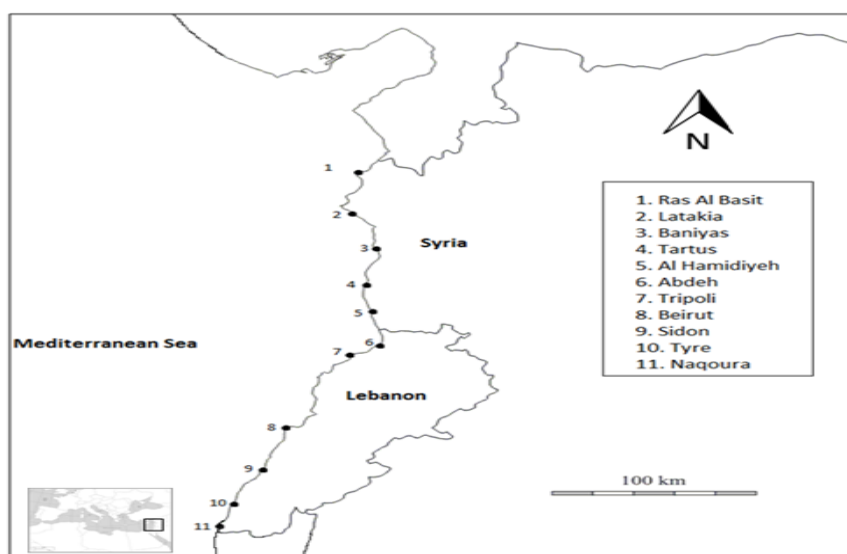 N
1
2
3
4
5
6
7
8
9
10
11
Syria
Mediterranean Sea
Lebanon
1. Ras Al Basit
2. Latakia
3. Baniyas
4. Tartus
5. Al Hamidiyeh
6. Abdeh
7. Tripoli
8. Beirut
9. Sidon
10. Tyre
11. Naqoura
100 km